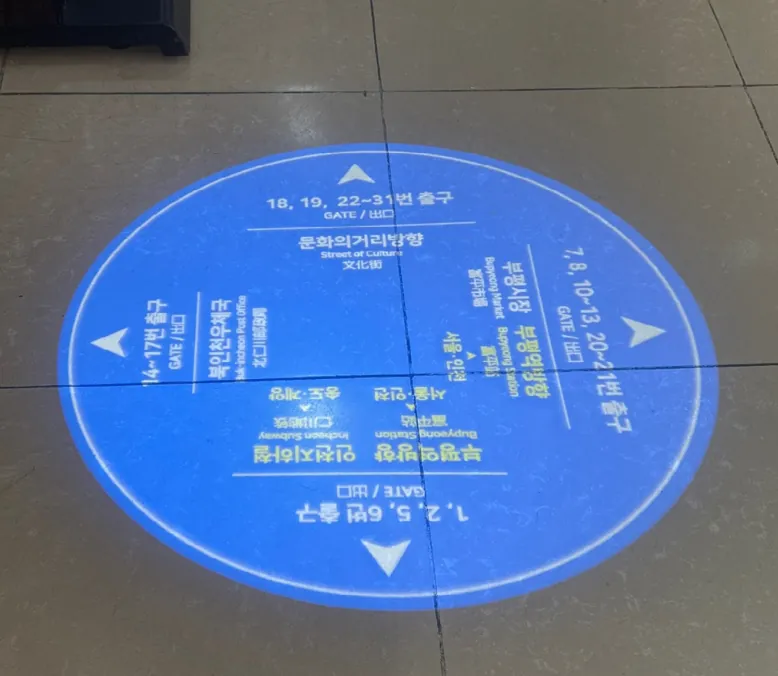 18, 19, 22~31번 출구
GATE / 出口
문화의거리방향
Street of Culture
文化街
7, 8, 10~13, 20~21번 출구
GATE / 出口
부평시장
Bupyeong Market
富平市場
부평역방향
Bupyeong Station
富平站
서울·인천
1, 2, 5, 6번 출구
GATE / 出口
부평역방향
Bupyeong Station
富平站
서울·인천
인천지하철
Incheon Subway
仁川地铁
송도·계양
14~17번 출구
GATE / 出口
북인천우체국
Buk-Incheon Post Office
北仁川郵遞局